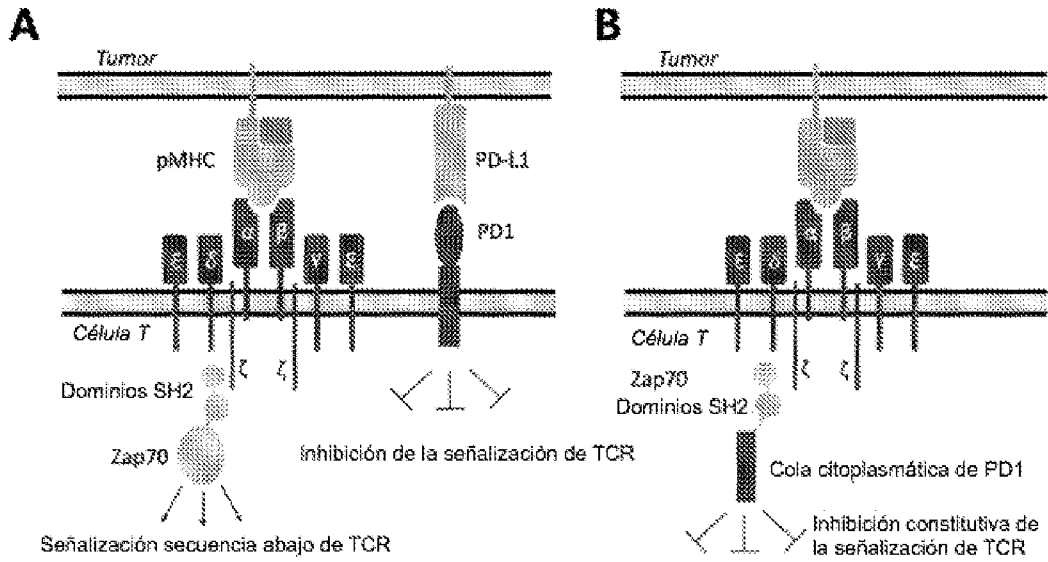 A
Tumor
pMHC
PD-L1
PD1
ε δ α β γ ε
Célula T
ζ ζ
Dominios SH2
Zap70
Inhibición de la señalización de TCR
Señalización secuencia abajo de TCR
B
Tumor
ε δ α β γ ε
Célula T
ζ ζ
Zap70
Dominios SH2
Cola citoplasmática de PD1
Inhibición constitutiva de
la señalización de TCR